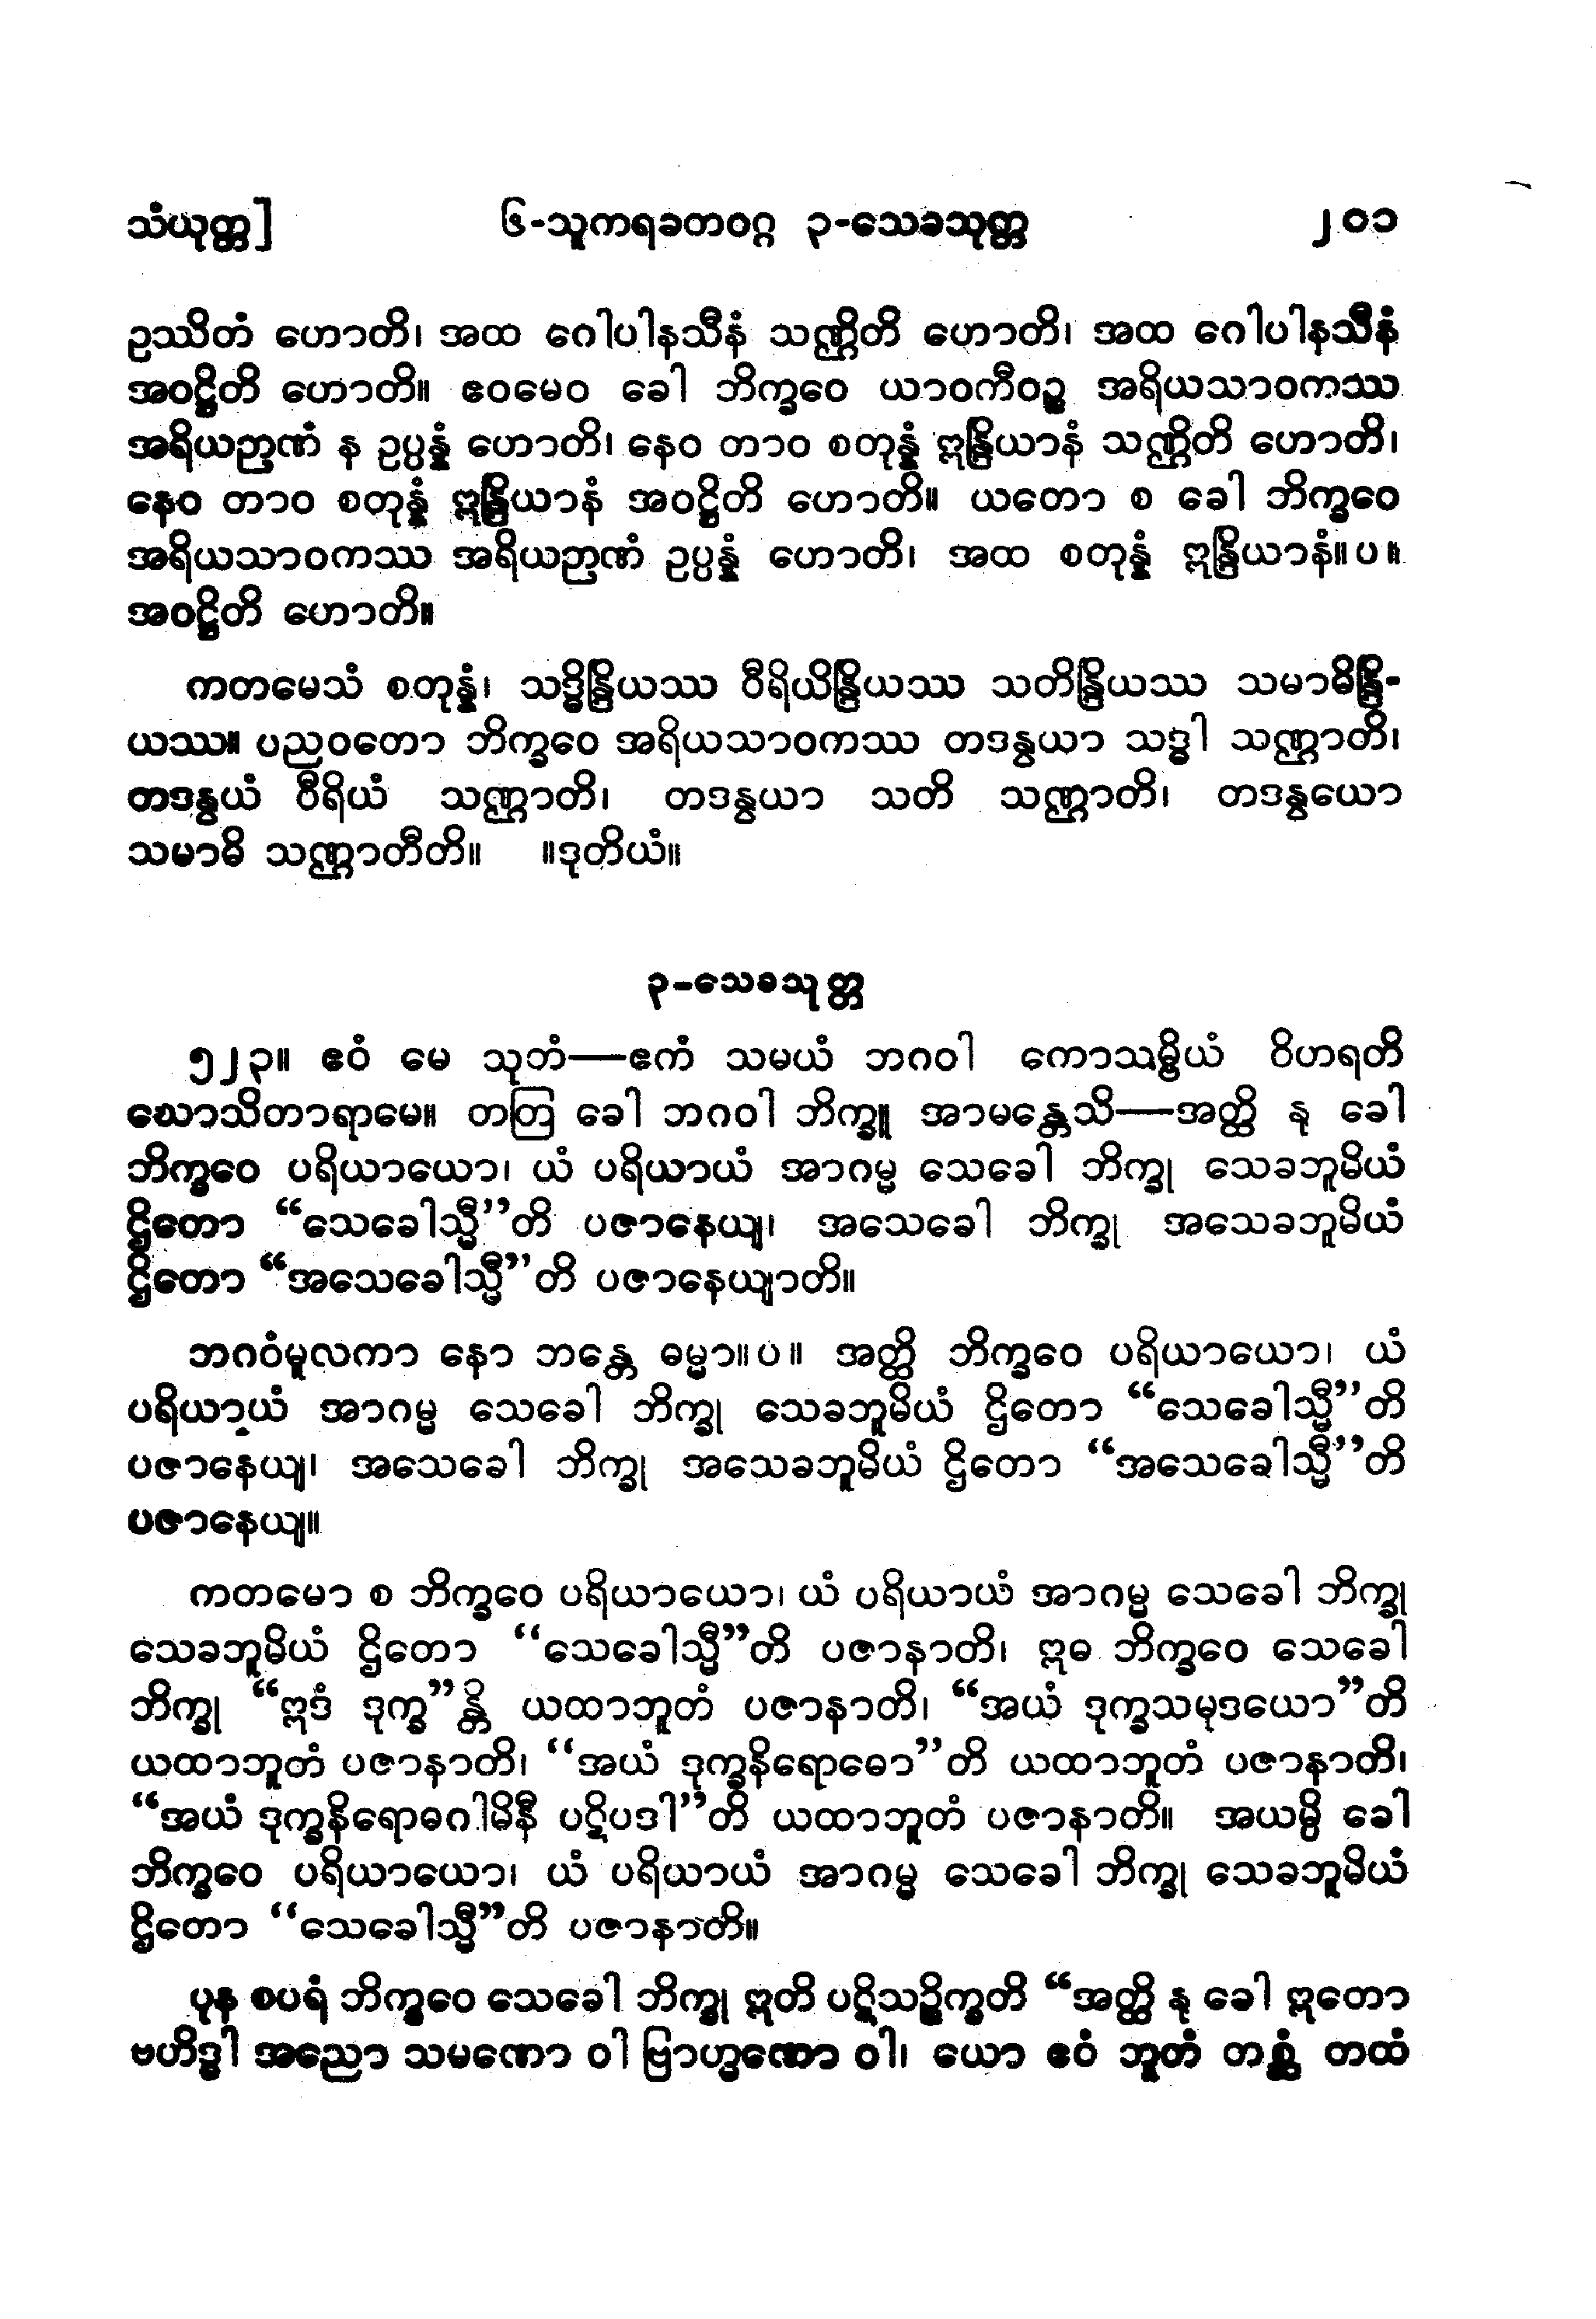 သံယုတ္တ]	၆-သူကရခတဝဂ္ဂ ၃-သေခသုတ္တ	၂၀၁
ဥဿိတံ ဟောတိ၊ အထ ဂေါပါနသီနံ သဏ္ဌိတိ ဟောတိ၊ အထ ဂေါပါနသီနံ
အဝဋ္ဌိတိ ဟောတိ။ ဧဝမေဝ ခေါ ဘိက္ခဝေ ယာဝကီဝဉ္စ အရိယသာဝကဿ
အရိယဉာဏံ န ဥပ္ပန္နံ ဟောတိ၊ နေဝ တာဝ စတုန္နံ ဣန္ဒြိယာနံ သဏ္ဌိတိ ဟောတိ၊
နေဝ တာဝ စတုန္နံ ဣန္ဒြိယာနံ အဝဋ္ဌိတိ ဟောတိ။ ယတော စ ခေါ ဘိက္ခဝေ
အရိယသာဝကဿ အရိယဉာဏံ ဥပ္ပန္နံ ဟောတိ၊ အထ စတုန္နံ ဣန္ဒြိယာနံ။ပ။
အဝဋ္ဌိတိ ဟောတိ။
ကတမေသံ စတုန္နံ၊ သဒ္ဓိန္ဒြိယဿ ဝီရိယိန္ဒြိယဿ သတိန္ဒြိယဿ သမာဓိန္ဒြိ-
ယဿ။ ပညဝတော ဘိက္ခဝေ အရိယသာဝကဿ တဒန္ဝယာ သဒ္ဓါ သဏ္ဌာတိ၊
တဒန္ဝယံ ဝီရိယံ သဏ္ဌာတိ၊ တဒန္ဝယာ သတိ သဏ္ဌာတိ၊ တဒန္ဝယော
သမာဓိ သဏ္ဌာတီတိ။ ။ဒုတိယံ။
၃-သေခသုတ္တ
၅၂၃။ ဧဝံ မေ သုတံ—ဧကံ သမယံ ဘဂဝါ ကောသမ္ဗိယံ ဝိဟရတိ
ဃောသိတာရာမေ။ တတြ ခေါ ဘဂဝါ ဘိက္ခူ အာမန္တေသိ—အတ္ထိ နု ခေါ
ဘိက္ခဝေ ပရိယာယော၊ ယံ ပရိယာယံ အာဂမ္မ သေခေါ ဘိက္ခု သေခဘူမိယံ
ဌိတော “သေခေါသ္မီ”တိ ပဇာနေယျ၊ အသေခေါ ဘိက္ခု အသေခဘူမိယံ
ဌိတော “အသေခေါသ္မီ”တိ ပဇာနေယျာတိ။
ဘဂဝံမူလကာ နော ဘန္တေ ဓမ္မာ။ပ။ အတ္ထိ ဘိက္ခဝေ ပရိယာယော၊ ယံ
ပရိယာယံ အာဂမ္မ သေခေါ ဘိက္ခု သေခဘူမိယံ ဌိတော “သေခေါသ္မီ”တိ
ပဇာနေယျ၊ အသေခေါ ဘိက္ခု အသေခဘူမိယံ ဌိတော “အသေခေါသ္မီ”တိ
ပဇာနေယျ။
ကတမော စ ဘိက္ခဝေ ပရိယာယော၊ ယံ ပရိယာယံ အာဂမ္မ သေခေါ ဘိက္ခု
သေခဘူမိယံ ဌိတော “သေခေါသ္မီ”တိ ပဇာနာတိ၊ ဣဓ ဘိက္ခဝေ သေခေါ
ဘိက္ခု “ဣဒံ ဒုက္ခ”န္တိ ယထာဘူတံ ပဇာနာတိ၊ “အယံ ဒုက္ခသမုဒယော”တိ
ယထာဘူတံ ပဇာနာတိ၊ “အယံ ဒုက္ခနိရောဓော”တိ ယထာဘူတံ ပဇာနာတိ၊
“အယံ ဒုက္ခနိရောဓဂါမိနီ ပဋိပဒါ”တိ ယထာဘူတံ ပဇာနာတိ။ အယမ္ပိ ခေါ
ဘိက္ခဝေ ပရိယာယော၊ ယံ ပရိယာယံ အာဂမ္မ သေခေါ ဘိက္ခု သေခဘူမိယံ
ဌိတော “သေခေါသ္မီ”တိ ပဇာနာတိ။
ပုန စပရံ ဘိက္ခဝေ သေခေါ ဘိက္ခု ဣတိ ပဋိသဉ္စိက္ခတိ “အတ္ထိ နု ခေါ ဣတော
ဗဟိဒ္ဓါ အညော သမဏော ဝါ ဗြာဟ္မဏော ဝါ၊ ယော ဧဝံ ဘူတံ တစ္ဆံ တထံ